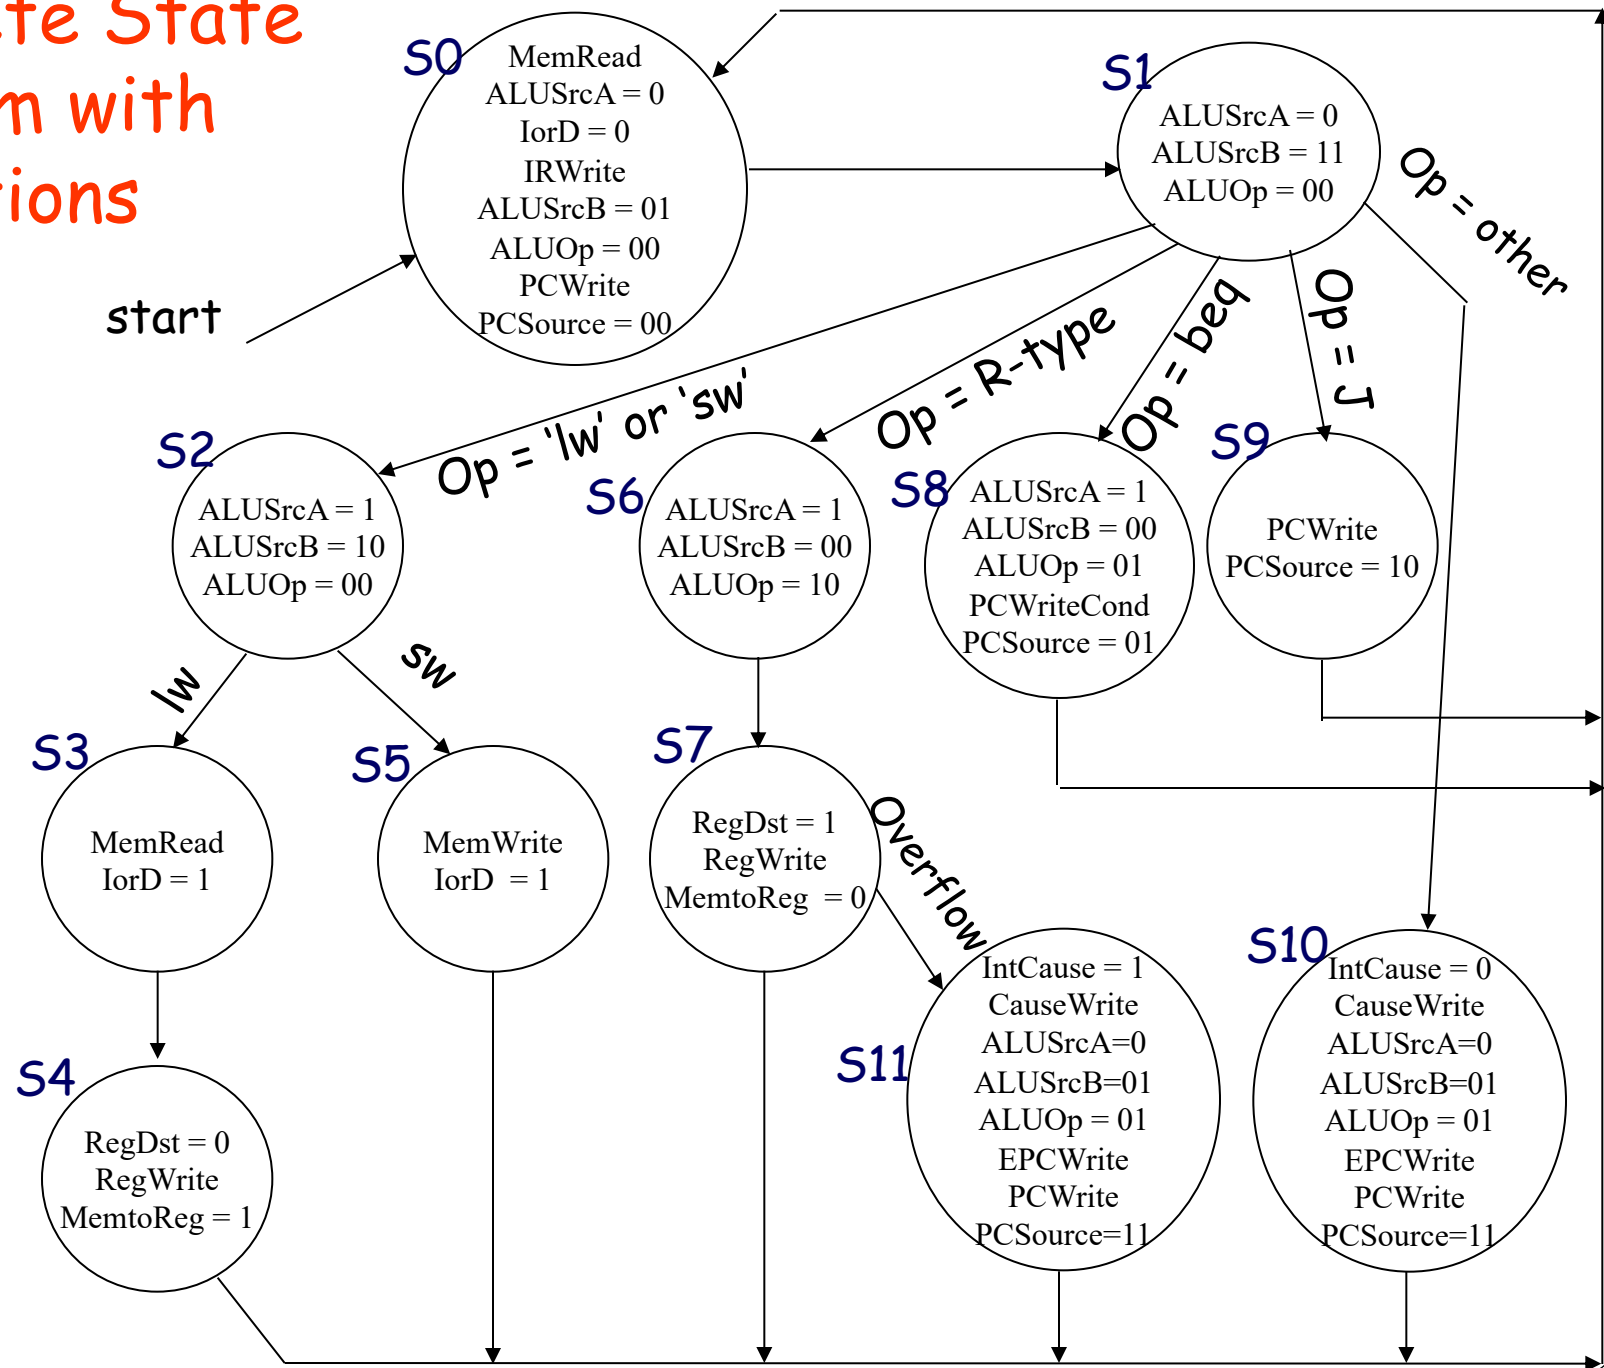 te State
m with
tions
start
S0
MemRead
ALUSrcA = 0
IorD = 0
IRWrite
ALUSrcB = 01
ALUOp = 00
PCWrite
PCSource = 00
S1
ALUSrcA = 0
ALUSrcB = 11
ALUOp = 00
Op = 'lw' or 'sw'
Op = R-type
Op = beq
Op = J
Op = other
S2
ALUSrcA = 1
ALUSrcB = 10
ALUOp = 00
S6
ALUSrcA = 1
ALUSrcB = 00
ALUOp = 10
S8
ALUSrcA = 1
ALUSrcB = 00
ALUOp = 01
PCWriteCond
PCSource = 01
S9
PCWrite
PCSource = 10
lw
sw
S3
MemRead
IorD = 1
S5
MemWrite
IorD = 1
S7
RegDst = 1
RegWrite
MemtoReg = 0
Overflow
S4
RegDst = 0
RegWrite
MemtoReg = 1
S11
IntCause = 1
CauseWrite
ALUSrcA=0
ALUSrcB=01
ALUOp = 01
EPCWrite
PCWrite
PCSource=11
S10
IntCause = 0
CauseWrite
ALUSrcA=0
ALUSrcB=01
ALUOp = 01
EPCWrite
PCWrite
PCSource=11